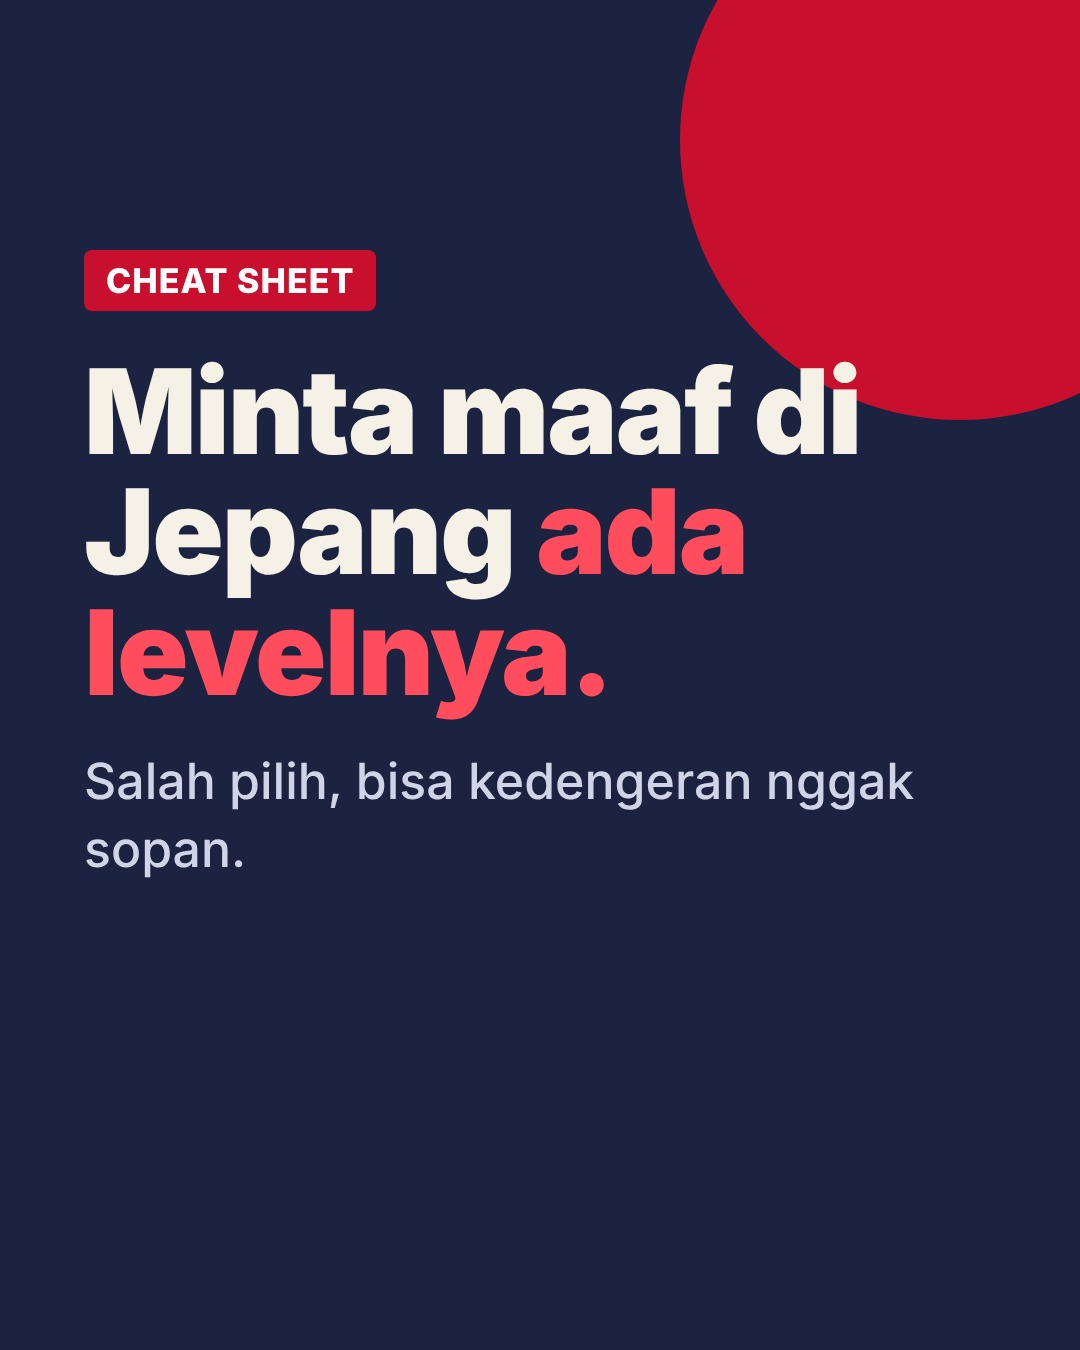 CHEAT SHEET
Minta maaf di
Jepang ada
levelnya.
Salah pilih, bisa kedengeran nggak
sopan.